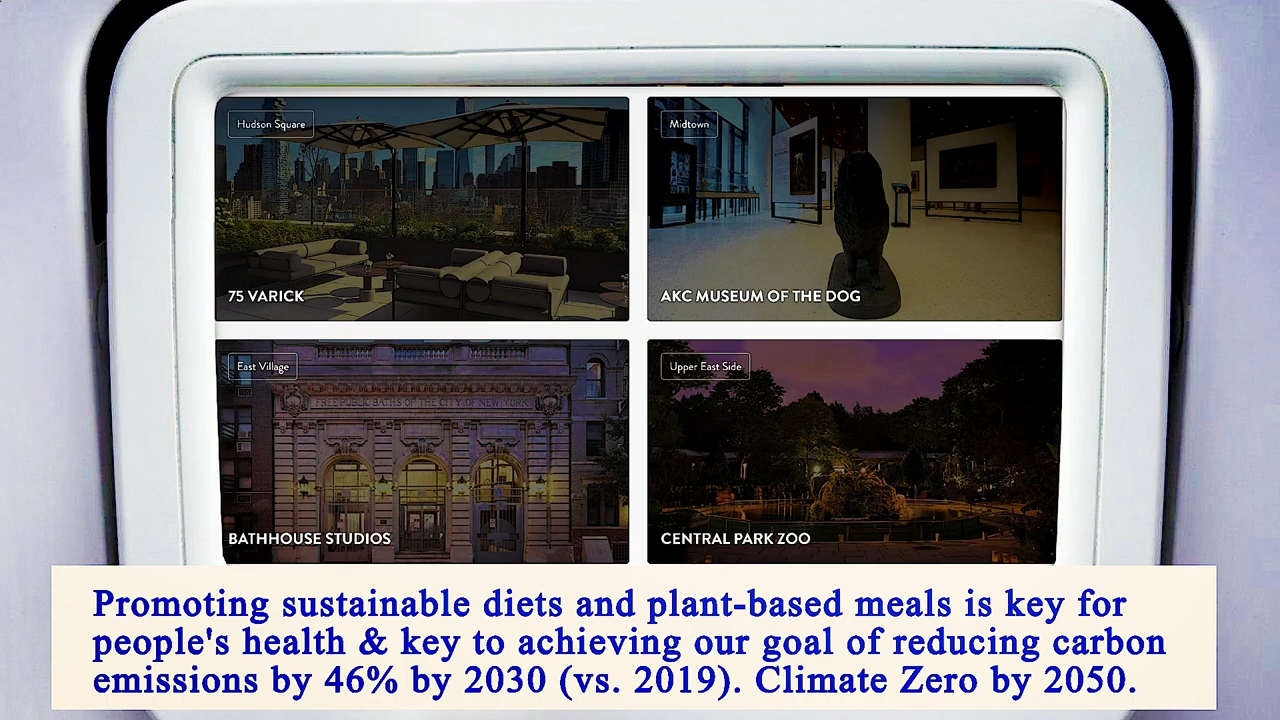 Hudson Square
75 VARICK
Midtown
AKC MUSEUM OF THE DOG
East Village
FREE PUBLIC BATHS OF THE CITY OF NEW YORK
BATHHOUSE STUDIOS
Upper East Side
CENTRAL PARK ZOO
Promoting sustainable diets and plant-based meals is key for
people's health & key to achieving our goal of reducing carbon
emissions by 46% by 2030 (vs. 2019). Climate Zero by 2050.